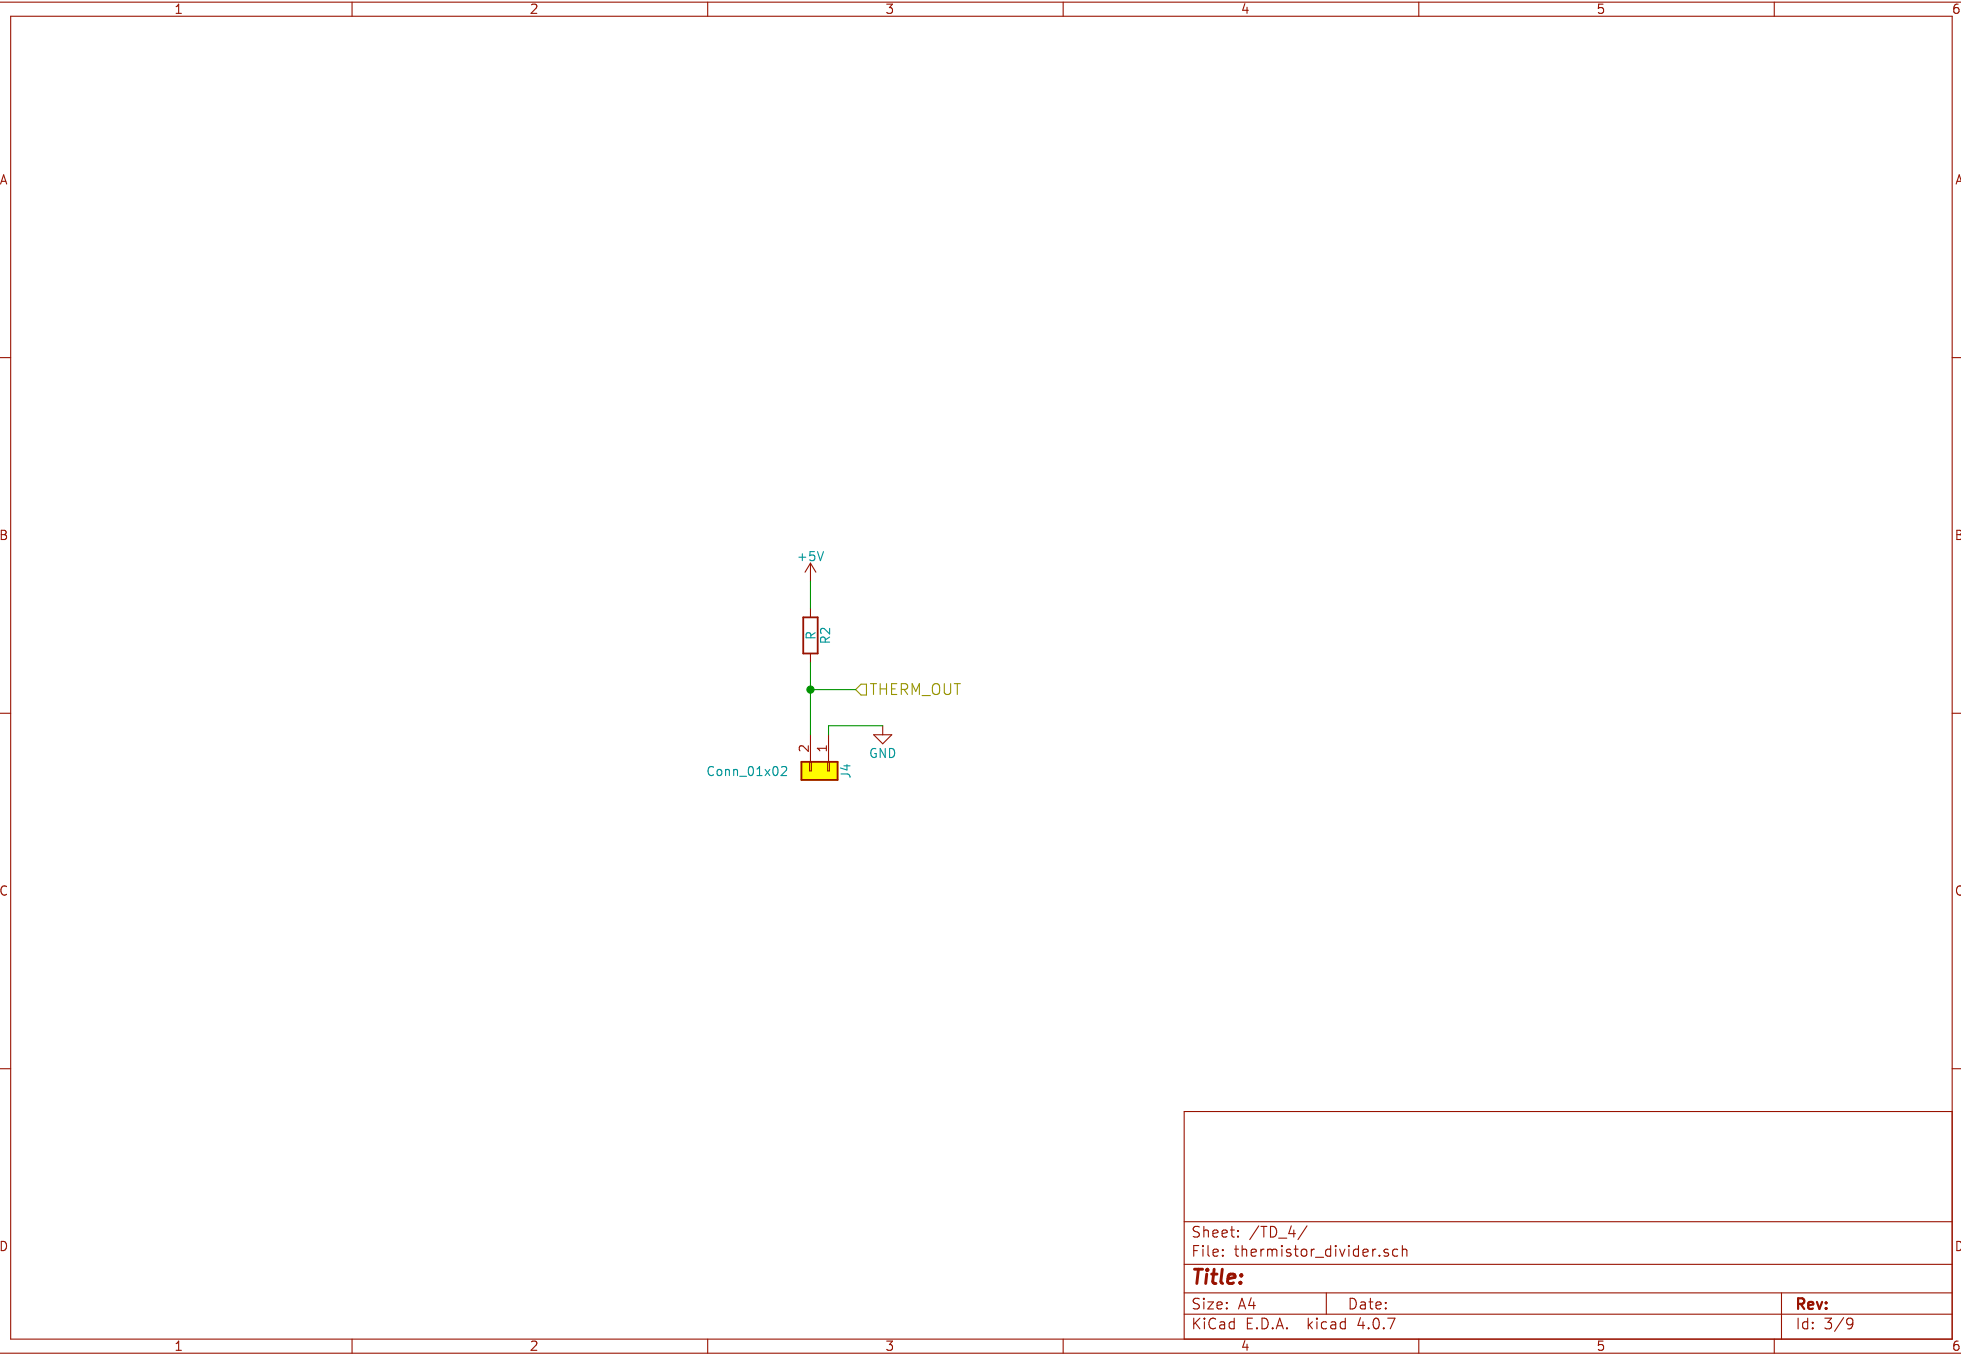 1 2 3 4 5 6
A A
B B
+5V
R R2
THERM_OUT
2 1
GND
Conn_01x02 J4
C C
Sheet: /TD_4/
File: thermistor_divider.sch
D D
Title:
Size: A4 Date: Rev:
KiCad E.D.A. kicad 4.0.7 Id: 3/9
1 2 3 4 5 6